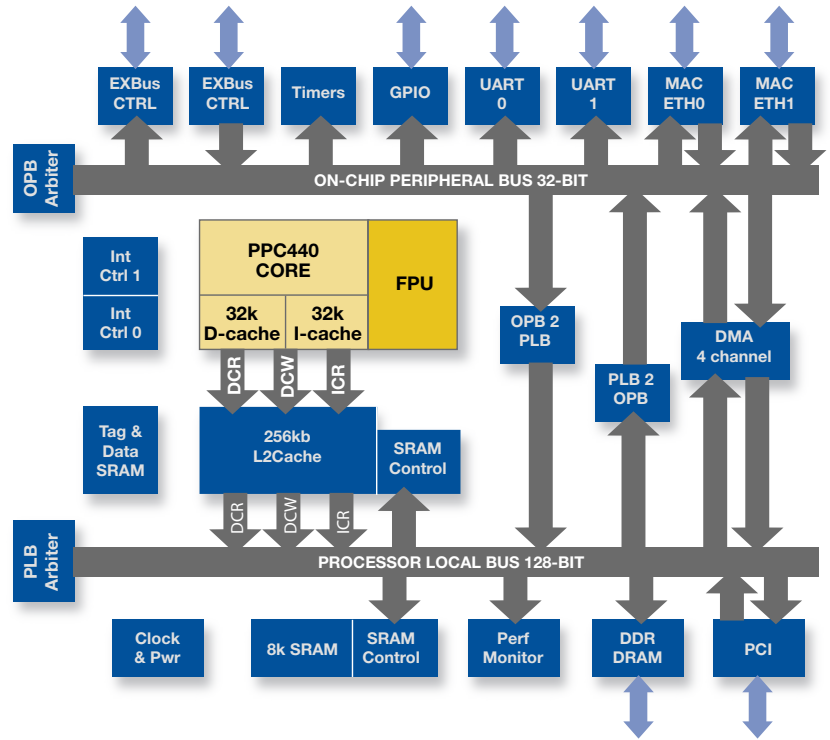 EXBus
CTRL
EXBus
CTRL
Timers
GPIO
UART
0
UART
1
MAC
ETH0
MAC
ETH1
OPB
Arbiter
ON-CHIP PERIPHERAL BUS 32-BIT
Int
Ctrl 1
Int
Ctrl 0
PPC440
CORE
FPU
32k
D-cache
32k
I-cache
OPB 2
PLB
PLB 2
OPB
DMA
4 channel
DCR
DCW
ICR
Tag &
Data
SRAM
256kb
L2Cache
SRAM
Control
DCR
DCW
ICR
PLB
Arbiter
PROCESSOR LOCAL BUS 128-BIT
Clock
& Pwr
8k SRAM
SRAM
Control
Perf
Monitor
DDR
DRAM
PCI